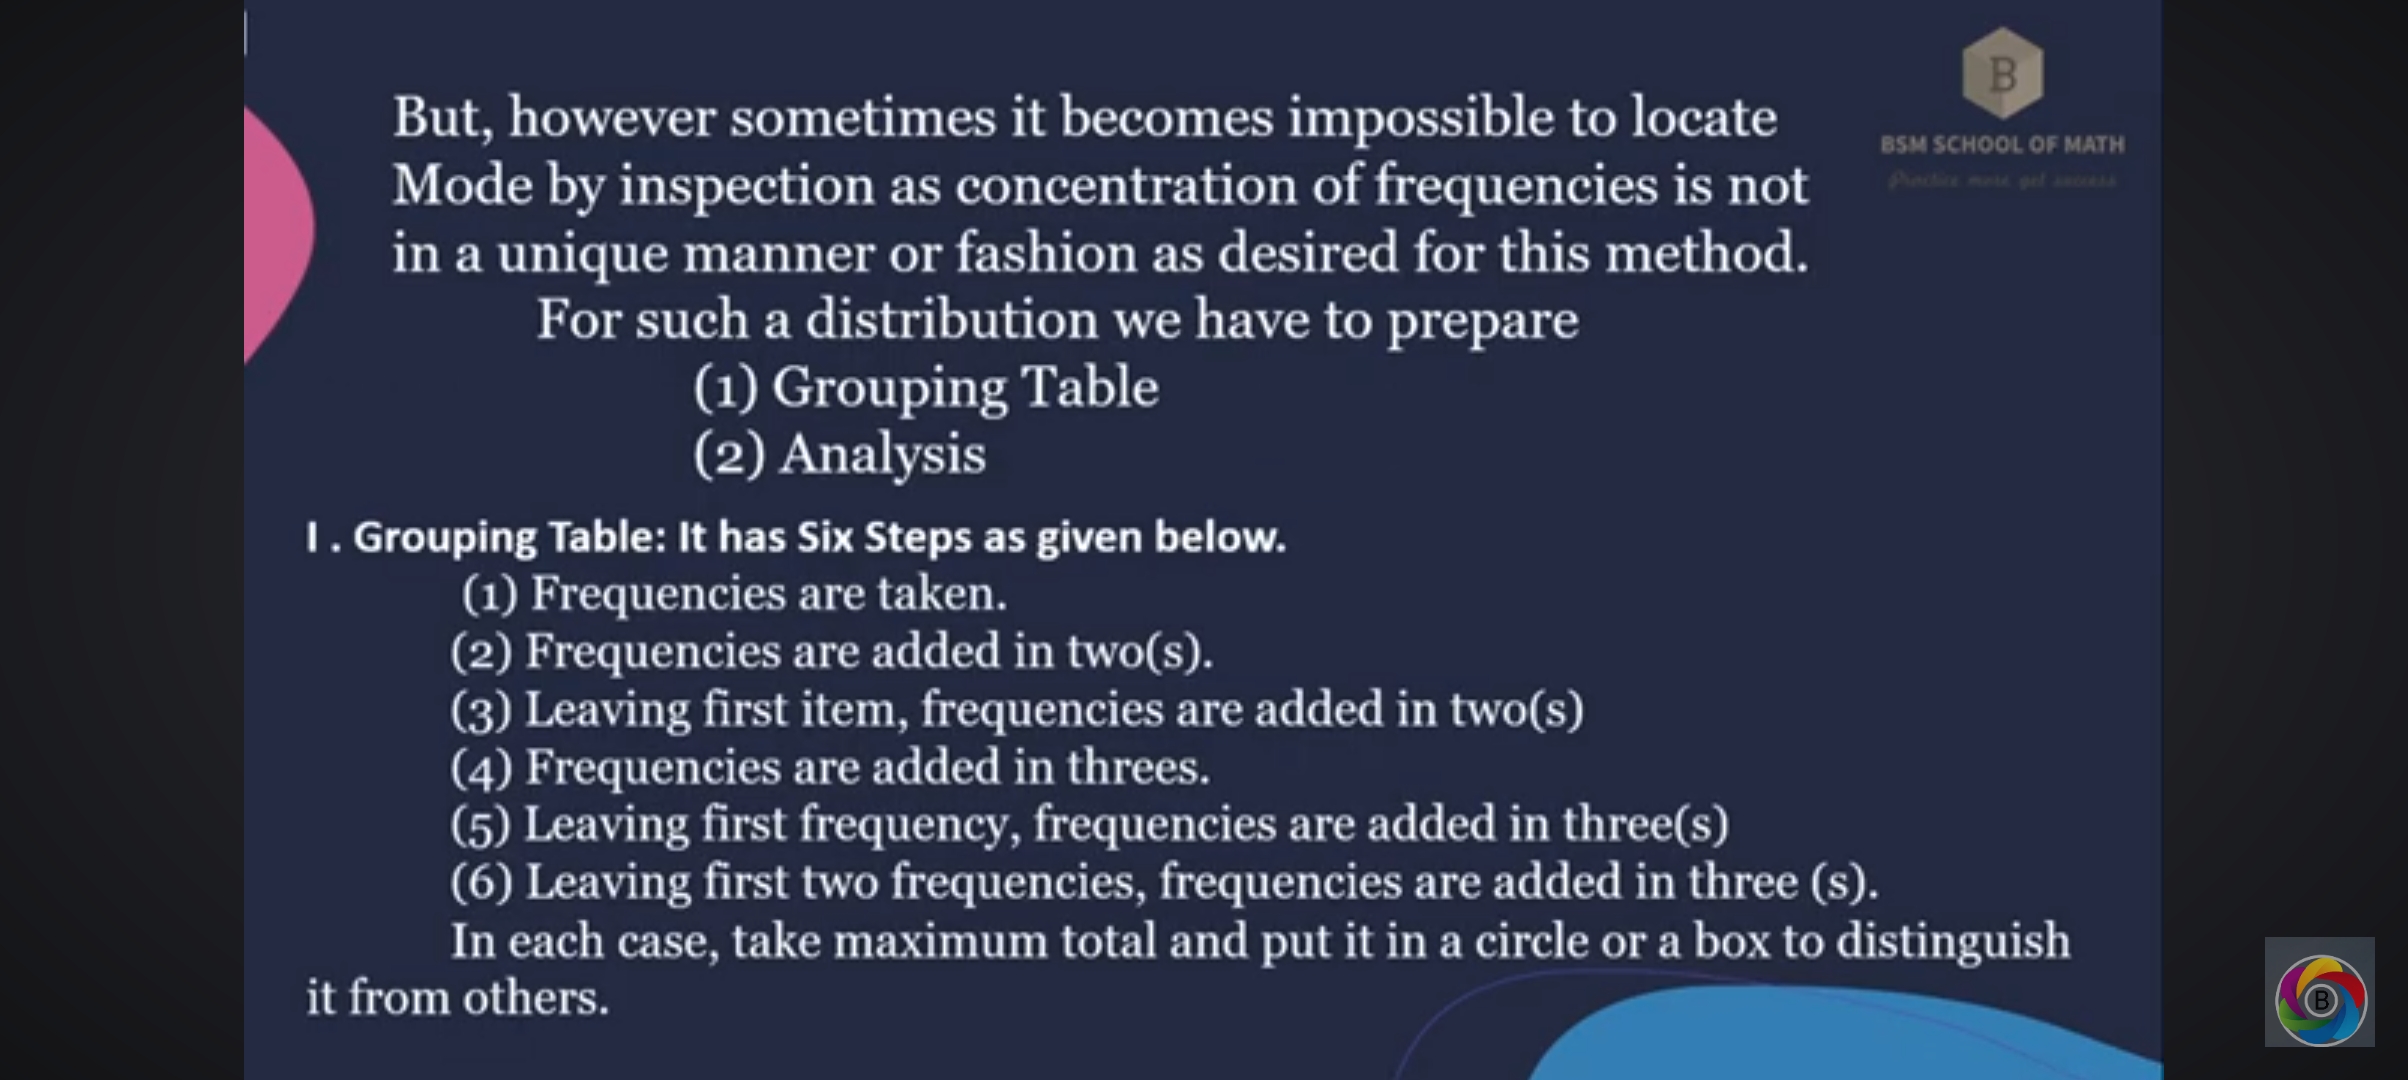 But, however sometimes it becomes impossible to locate
Mode by inspection as concentration of frequencies is not
in a unique manner or fashion as desired for this method.
For such a distribution we have to prepare
(1) Grouping Table
(2) Analysis
I . Grouping Table: It has Six Steps as given below.
(1) Frequencies are taken.
(2) Frequencies are added in two(s).
(3) Leaving first item, frequencies are added in two(s)
(4) Frequencies are added in threes.
(5) Leaving first frequency, frequencies are added in three(s)
(6) Leaving first two frequencies, frequencies are added in three (s).
In each case, take maximum total and put it in a circle or a box to distinguish
it from others.
B
BSM SCHOOL OF MATH
Practice more get success
B